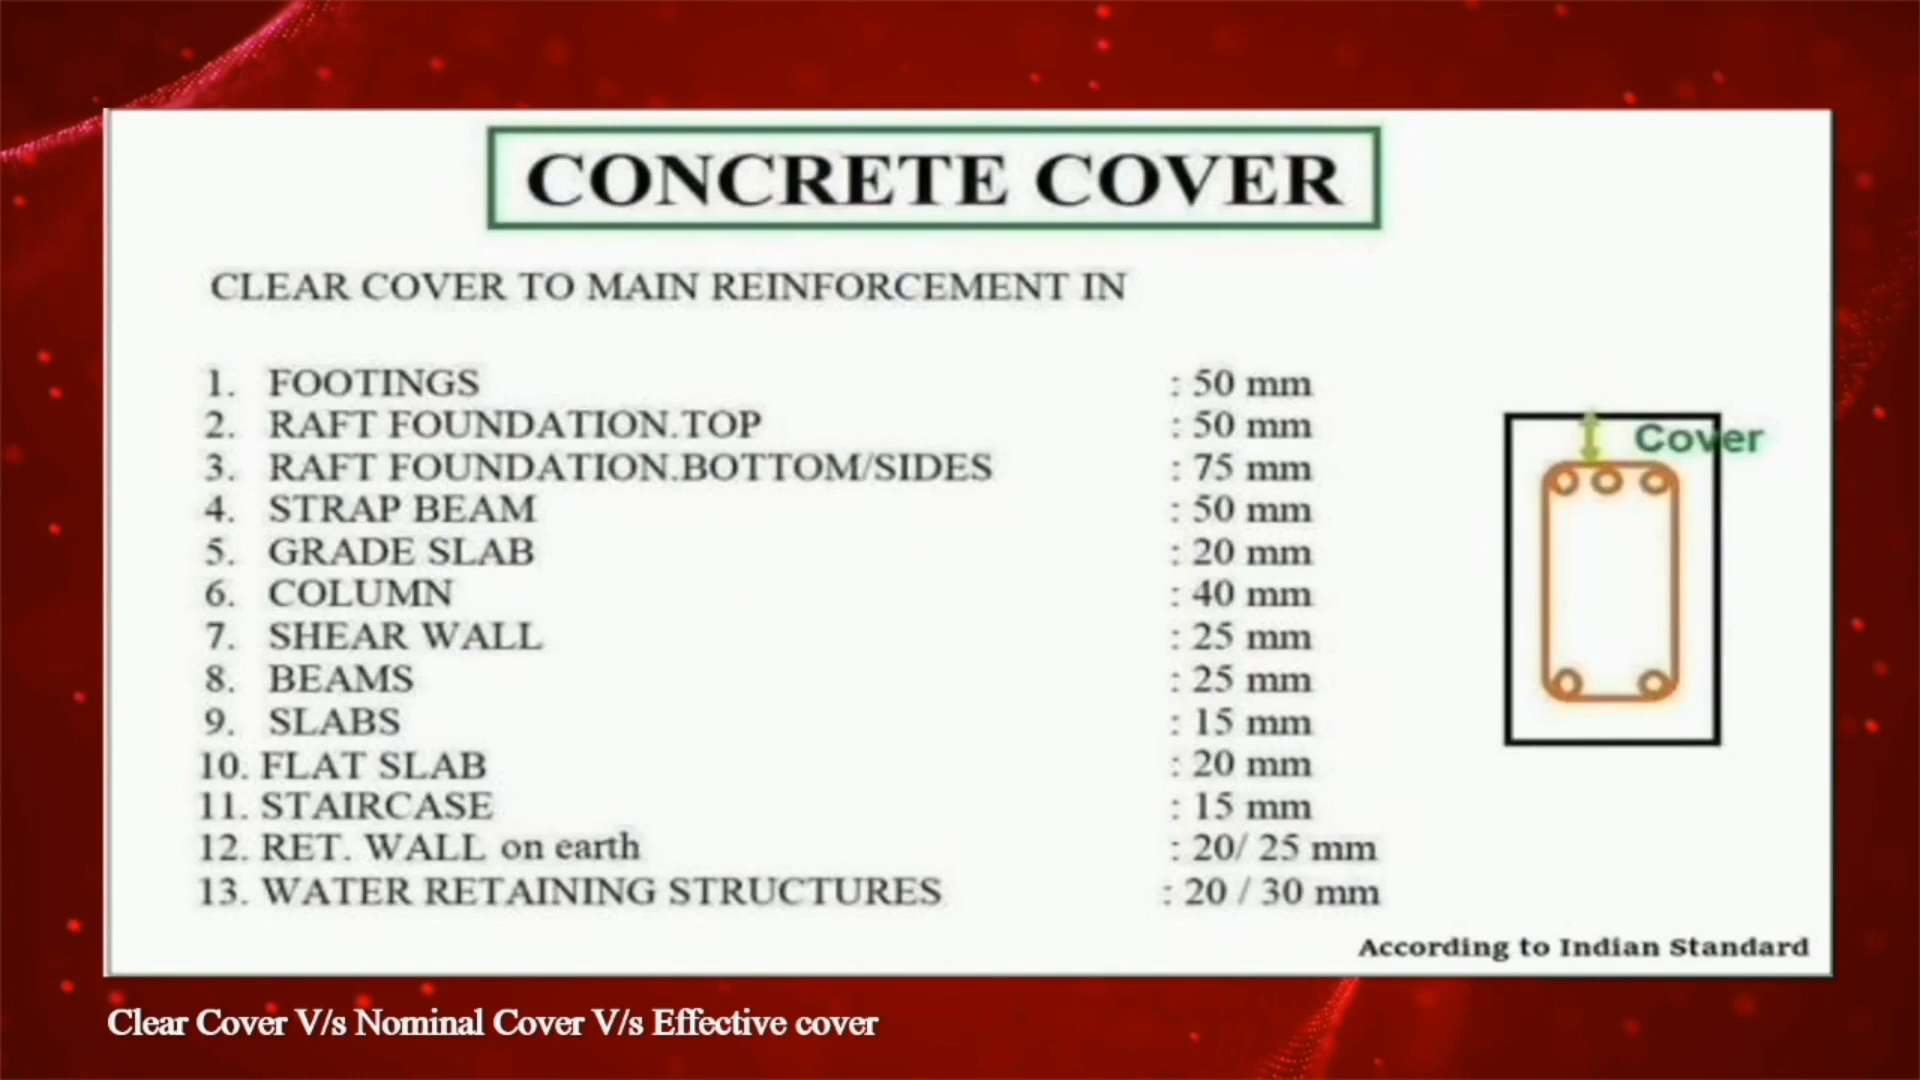 CONCRETE COVER
CLEAR COVER TO MAIN REINFORCEMENT IN
1. FOOTINGS : 50 mm
2. RAFT FOUNDATION.TOP : 50 mm
3. RAFT FOUNDATION.BOTTOM/SIDES : 75 mm
4. STRAP BEAM : 50 mm
5. GRADE SLAB : 20 mm
6. COLUMN : 40 mm
7. SHEAR WALL : 25 mm
8. BEAMS : 25 mm
9. SLABS : 15 mm
10. FLAT SLAB : 20 mm
11. STAIRCASE : 15 mm
12. RET. WALL on earth : 20/ 25 mm
13. WATER RETAINING STRUCTURES : 20 / 30 mm
Cover
According to Indian Standard
Clear Cover V/s Nominal Cover V/s Effective cover